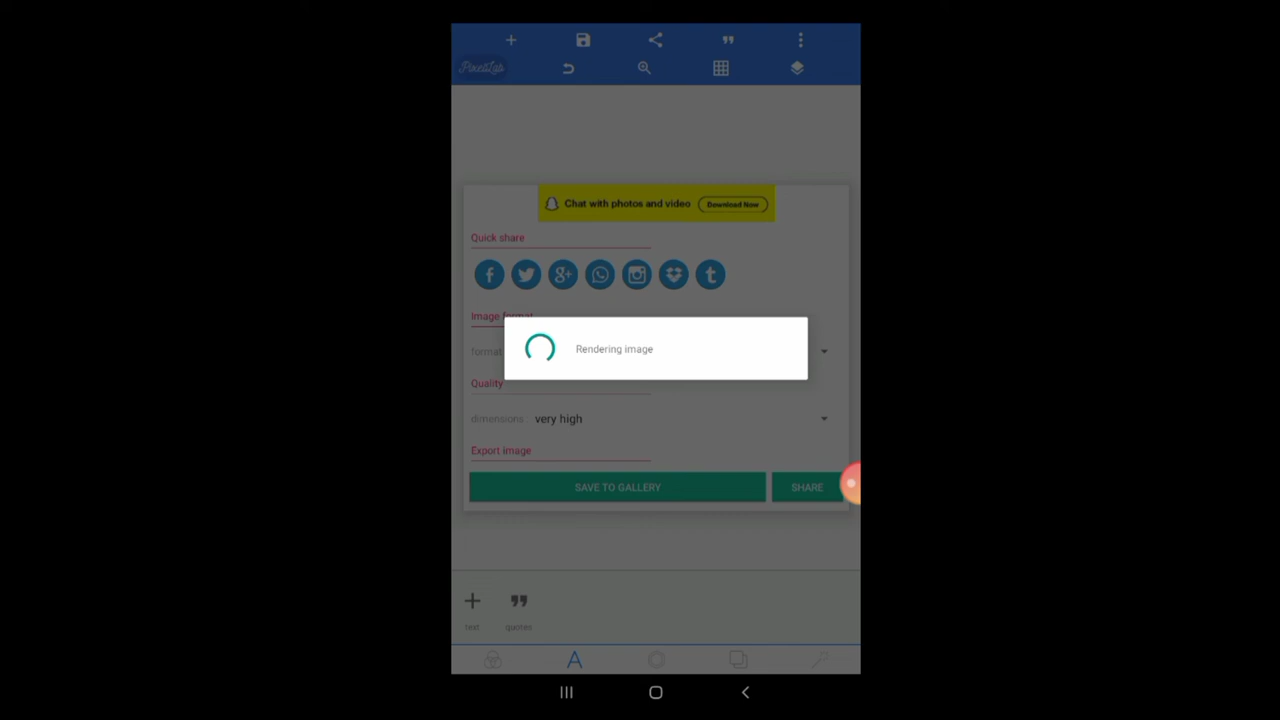 PixelLab
Chat with photos and video Download Now
Quick share
Image format
format
Rendering image
Quality
dimensions : very high
Export image
SAVE TO GALLERY SHARE
text quotes